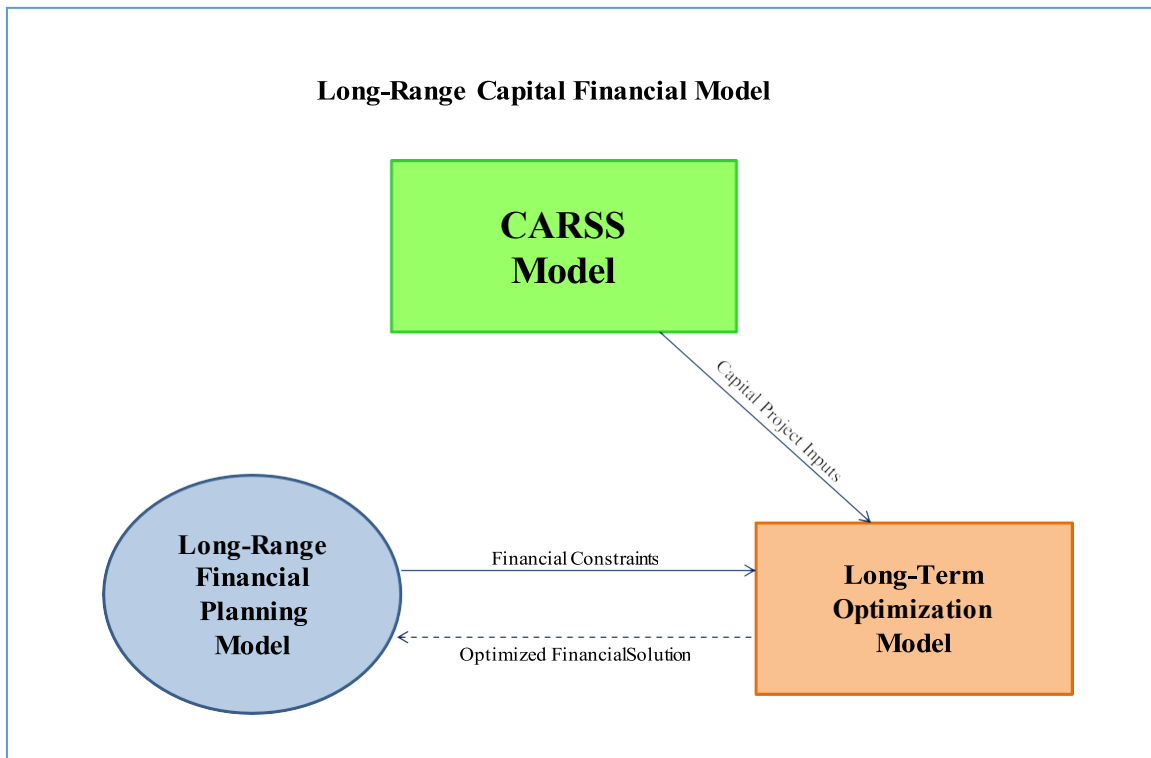 Long-Range Capital Financial Model
CARSS
Model
Capital Project Inputs
Long-Range
Financial
Planning
Model
Financial Constraints
Optimized FinancialSolution
Long-Term
Optimization
Model